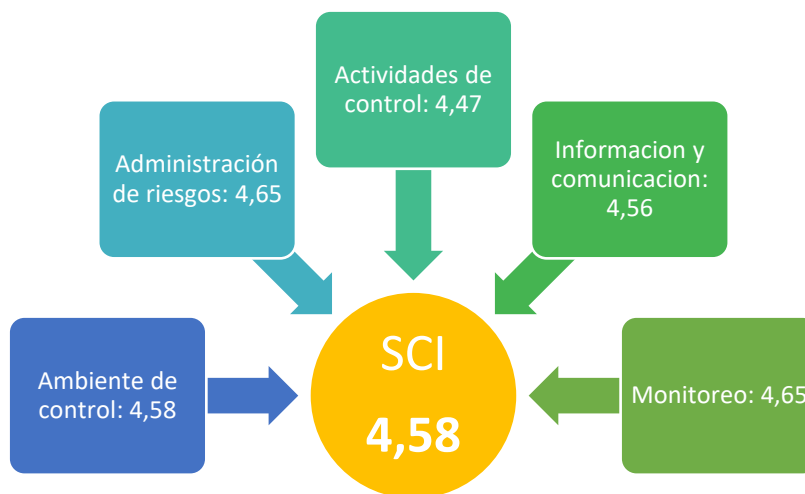 Actividades de
control: 4,47
Administración
de riesgos: 4,65
Informacion y
comunicacion:
4,56
Ambiente de
control: 4,58
SCI
4,58
Monitoreo: 4,65